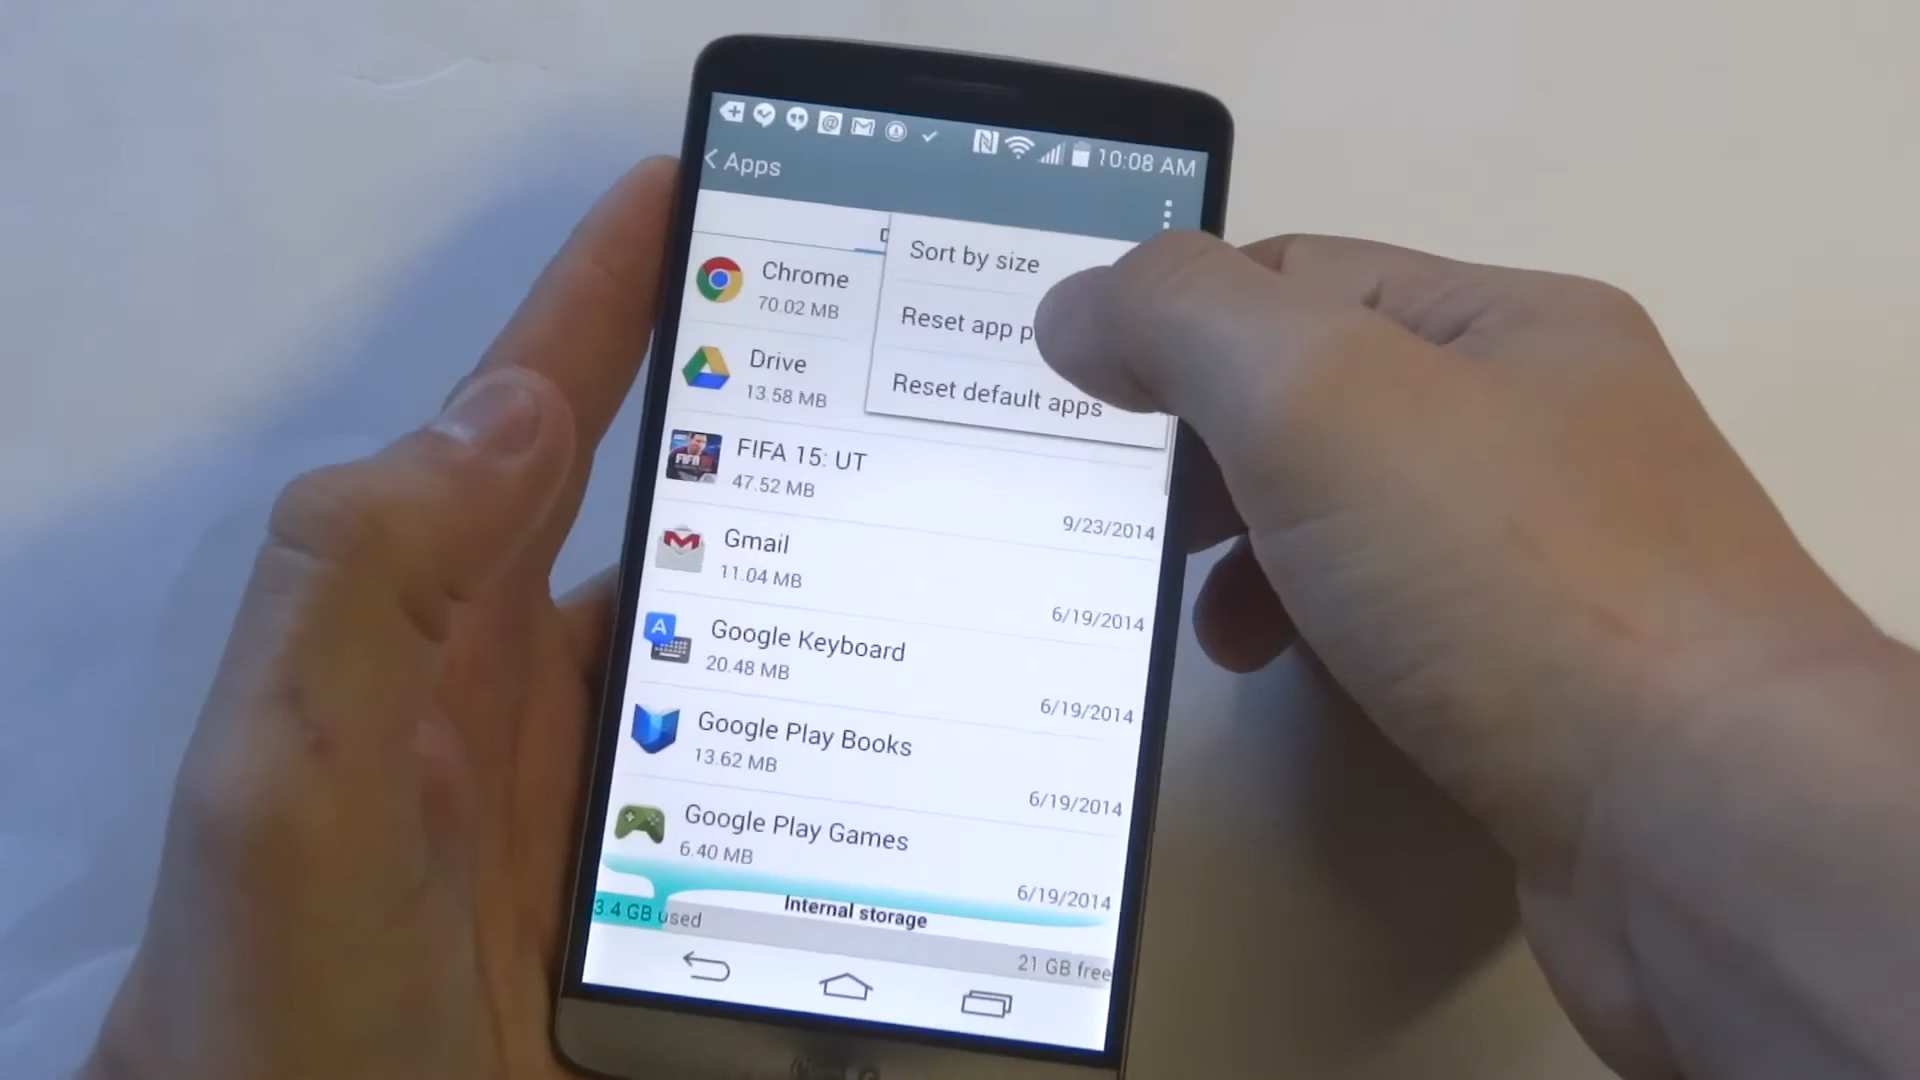 10:08 AM
Apps
Sort by size
Reset app
Reset default apps
Chrome
70.02 MB
Drive
13.58 MB
FIFA 15: UT
47.52 MB
9/23/2014
Gmail
11.04 MB
6/19/2014
Google Keyboard
20.48 MB
6/19/2014
Google Play Books
13.62 MB
6/19/2014
Google Play Games
6.40 MB
6/19/2014
Internal storage
3.4 GB used
21 GB free